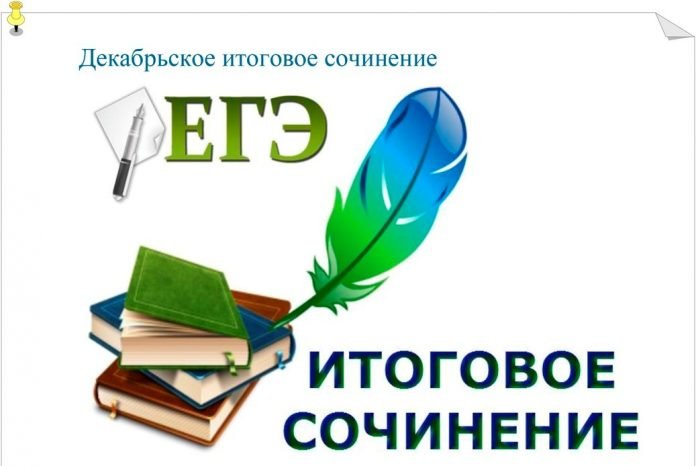 Декабрьское итоговое сочинение
ЕГЭ
ИТОГОВОЕ
СОЧИНЕНИЕ